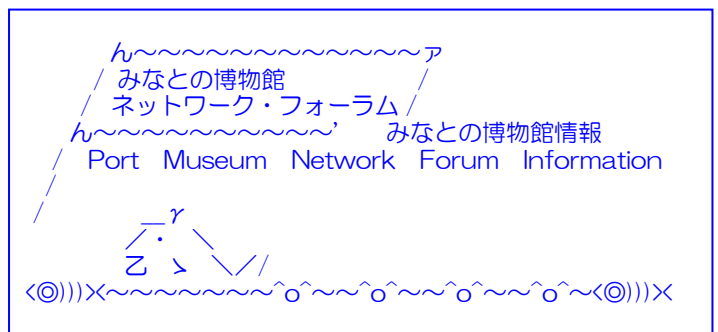 ん～～～～～～～～～～～～ァ
/ みなとの博物館 /
/ ネットワーク・フォーラム /
ん～～～～～～～～～～’ みなとの博物館情報
/ Port Museum Network Forum Information
/
/ ＿γ
／・ ＼
乙 ゝ ＼／/
<◎)))＞＜～～～～～～～^o^～～^o^～～^o^～～^o^～<◎)))＞＜